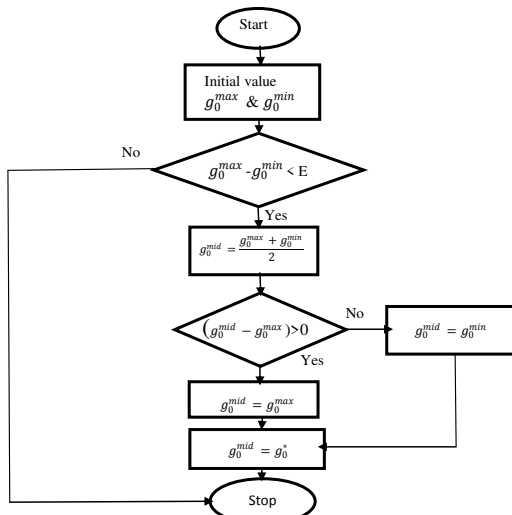 Start
Initial value
$g_0^{max}$ & $g_0^{min}$
No
$g_0^{max}$ -$g_0^{min}$ < E
Yes
$g_0^{mid} = \frac{g_0^{max} + g_0^{min}}{2}$
($g_0^{mid} - g_0^{max}$)>0
No
$g_0^{mid} = g_0^{min}$
Yes
$g_0^{mid} = g_0^{max}$
$g_0^{mid} = g_0^*$
Stop